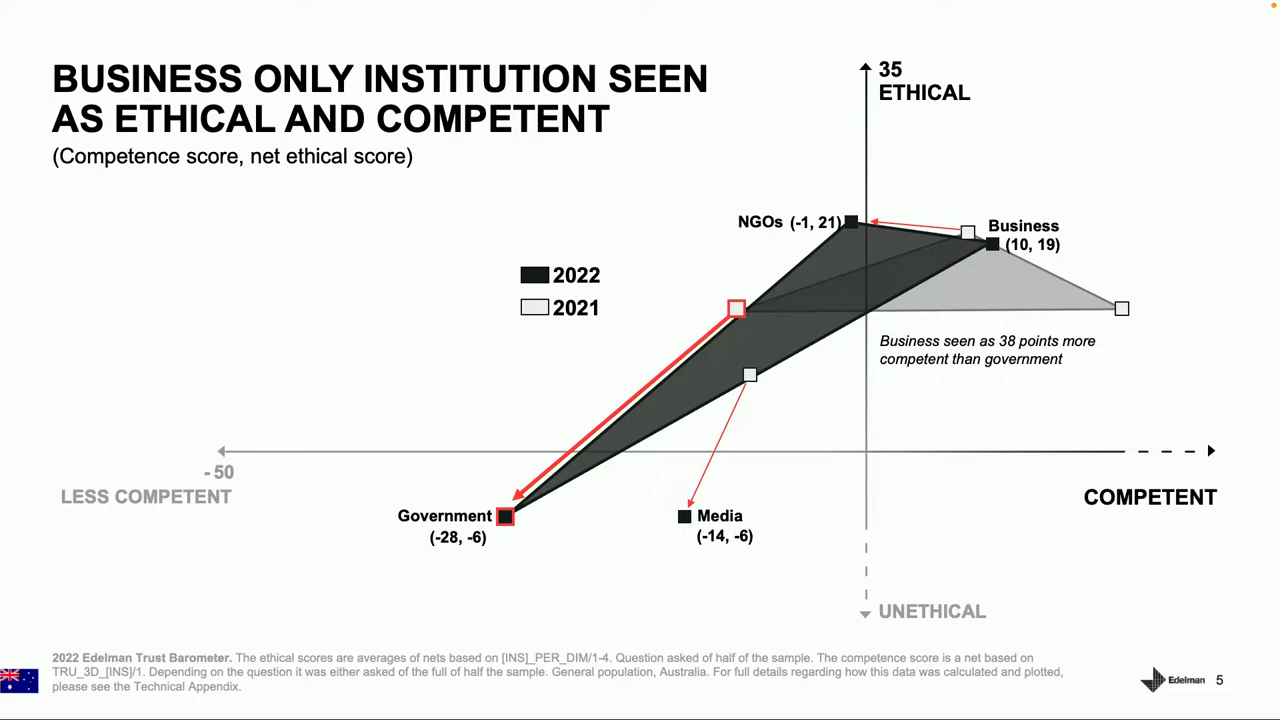 BUSINESS ONLY INSTITUTION SEEN
AS ETHICAL AND COMPETENT
(Competence score, net ethical score)
35
ETHICAL
NGOs (-1, 21)
Business
(10, 19)
2022
2021
Business seen as 38 points more
competent than government
- 50
LESS COMPETENT
COMPETENT
Government
(-28, -6)
Media
(-14, -6)
UNETHICAL
2022 Edelman Trust Barometer. The ethical scores are averages of nets based on [INS]_PER_DIM/1-4. Question asked of half of the sample. The competence score is a net based on
TRU_3D_[INS]/1. Depending on the question it was either asked of the full of half the sample. General population, Australia. For full details regarding how this data was calculated and plotted,
please see the Technical Appendix.
Edelman
5